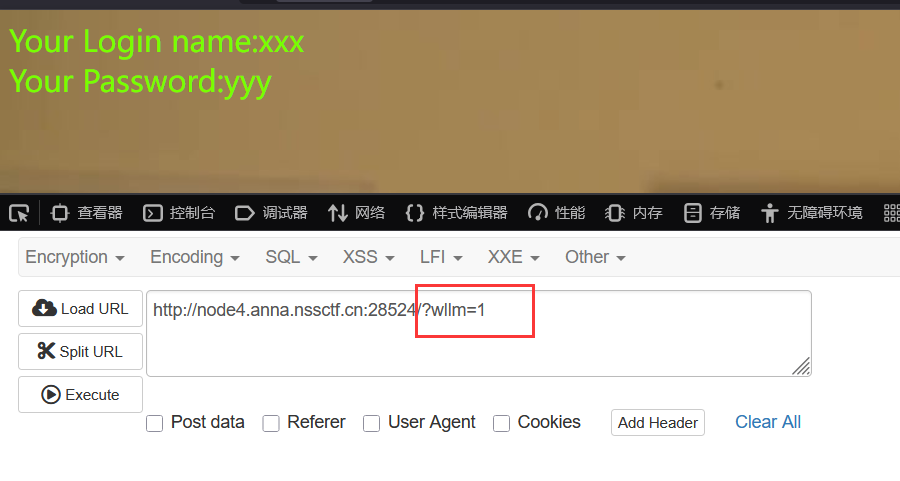 Your Login name:xxx
Your Password:yyy
查看器 控制台 调试器 网络 样式编辑器 性能 内存 存储 无障碍环境
Encryption Encoding SQL XSS LFI XXE Other
Load URL
http://node4.anna.nssctf.cn:28524/?wllm=1
Split URL
Execute
Post data Referer User Agent Cookies Add Header Clear All